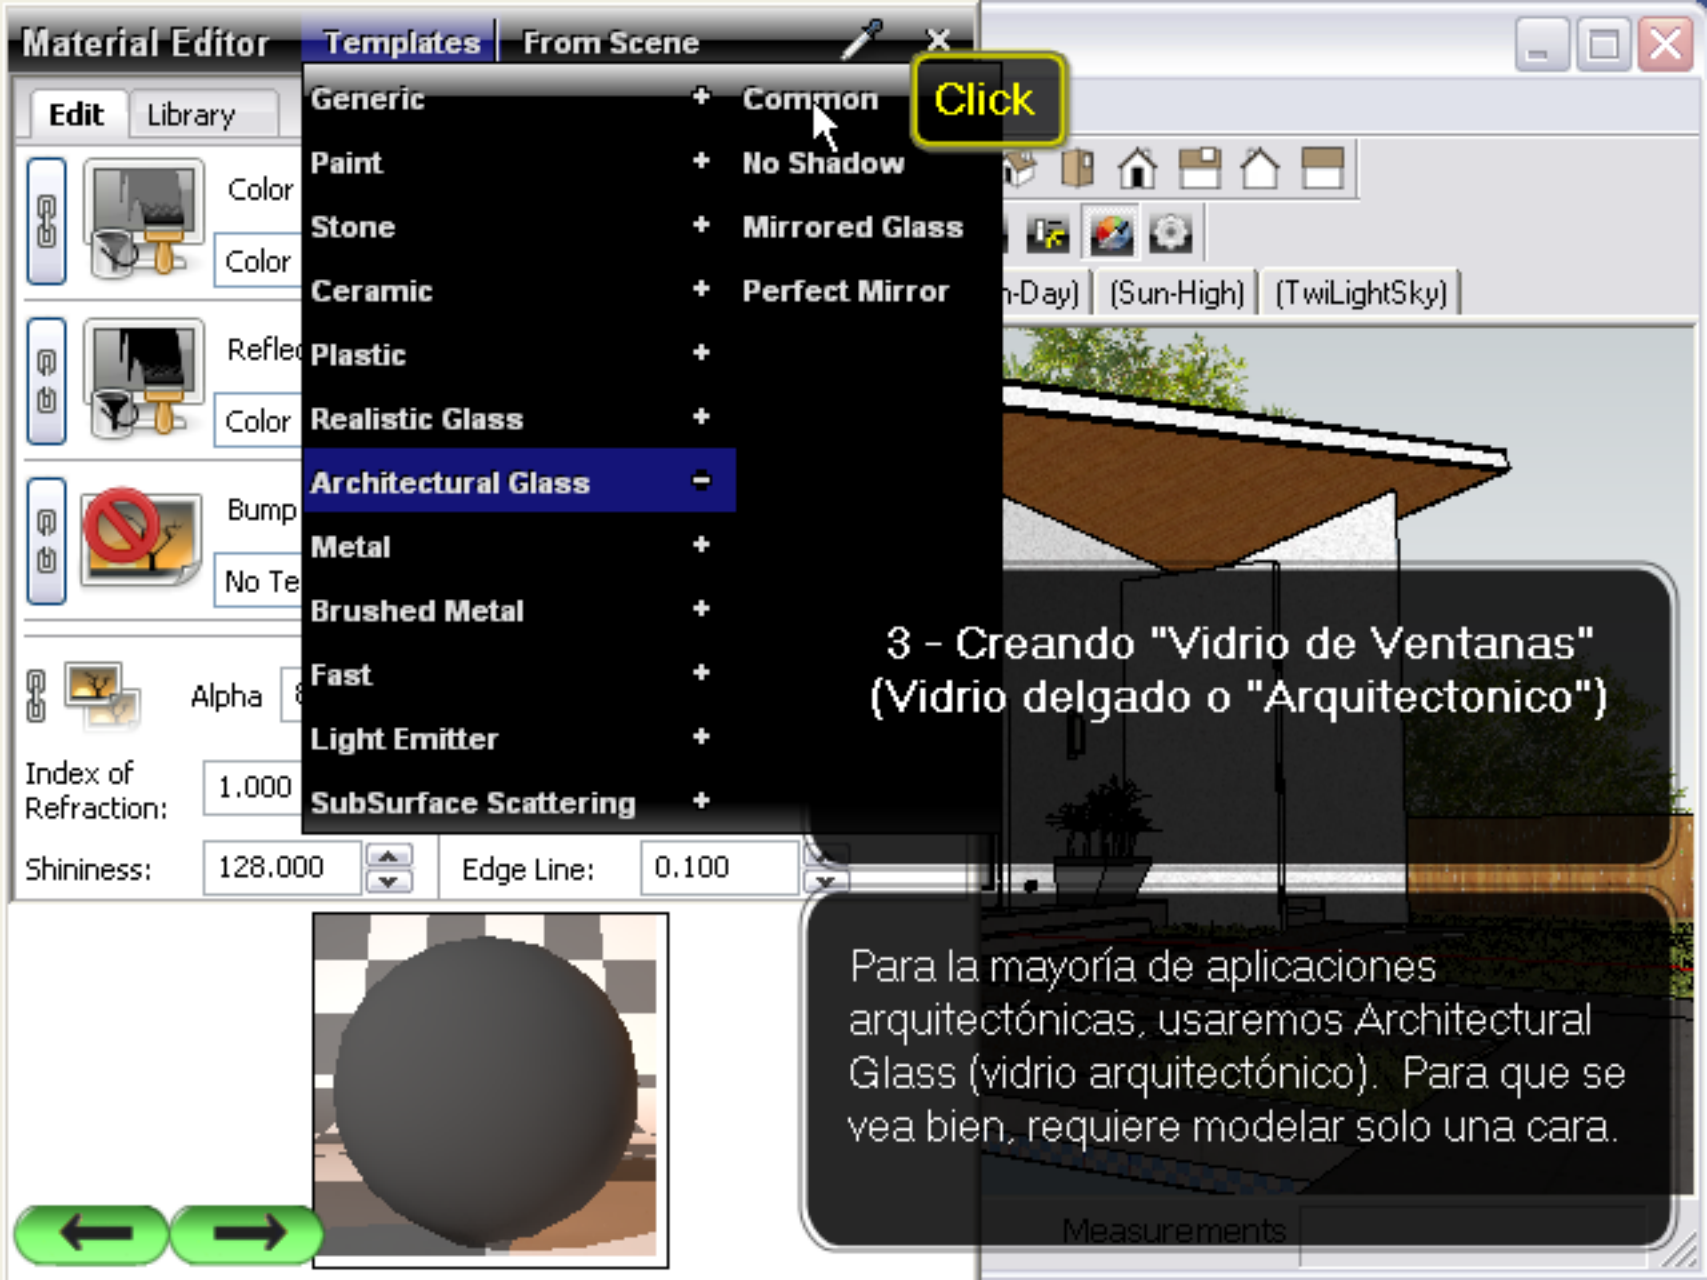 Material Editor
Templates
From Scene
Edit
Library
Generic +
Paint +
Stone +
Ceramic +
Plastic +
Realistic Glass +
Architectural Glass -
Metal +
Brushed Metal +
Fast +
Light Emitter +
SubSurface Scattering +
Common
No Shadow
Mirrored Glass
Perfect Mirror
Click
Color
Color
Color
Bump
Alpha
Index of
Refraction:
1.000
Shininess:
128.000
Edge Line:
0.100
(Sun-High)
(TwiLightSky)
3 - Creando "Vidrio de Ventanas"
(Vidrio delgado o "Arquitectonico")
Para la mayoría de aplicaciones
arquitectónicas, usaremos Architectural
Glass (vidrio arquitectónico). Para que se
vea bien, requiere modelar solo una cara.
Measurements